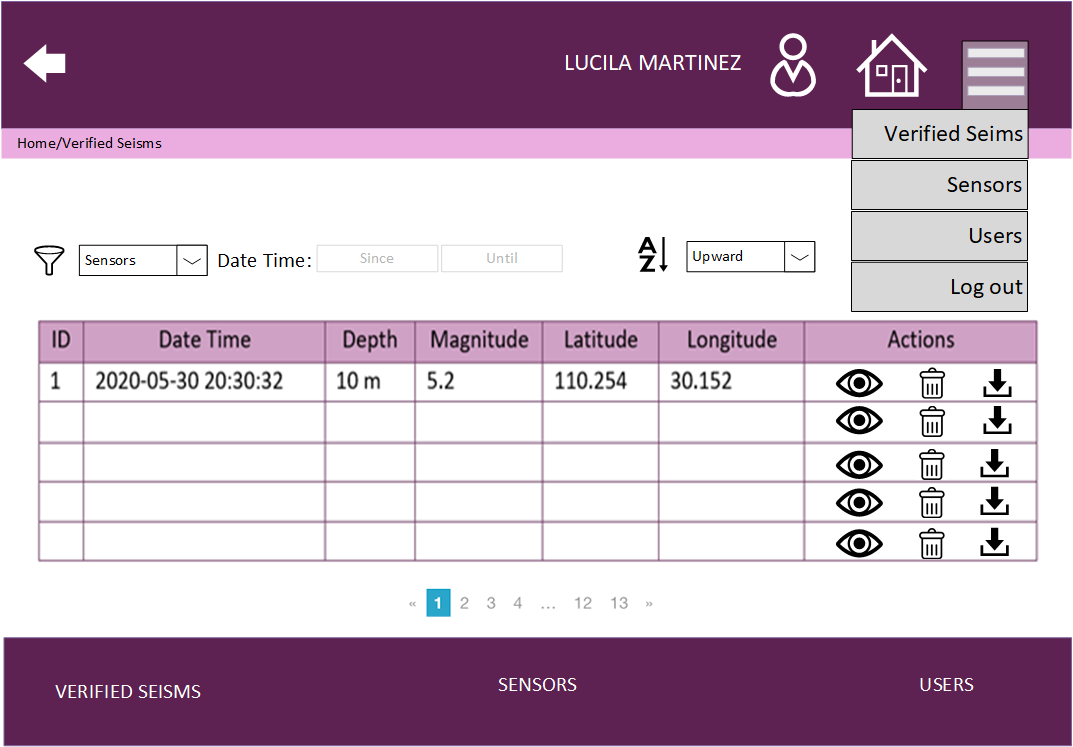 LUCILA MARTINEZ
Home/Verified Seisms
Verified Seims
Sensors
Users
Log out
Sensors Date Time: Since Until
A
Z
Upward
ID Date Time Depth Magnitude Latitude Longitude Actions
1 2020-05-30 20:30:32 10 m 5.2 110.254 30.152
« 1 2 3 4 ... 12 13 »
VERIFIED SEISMS SENSORS USERS